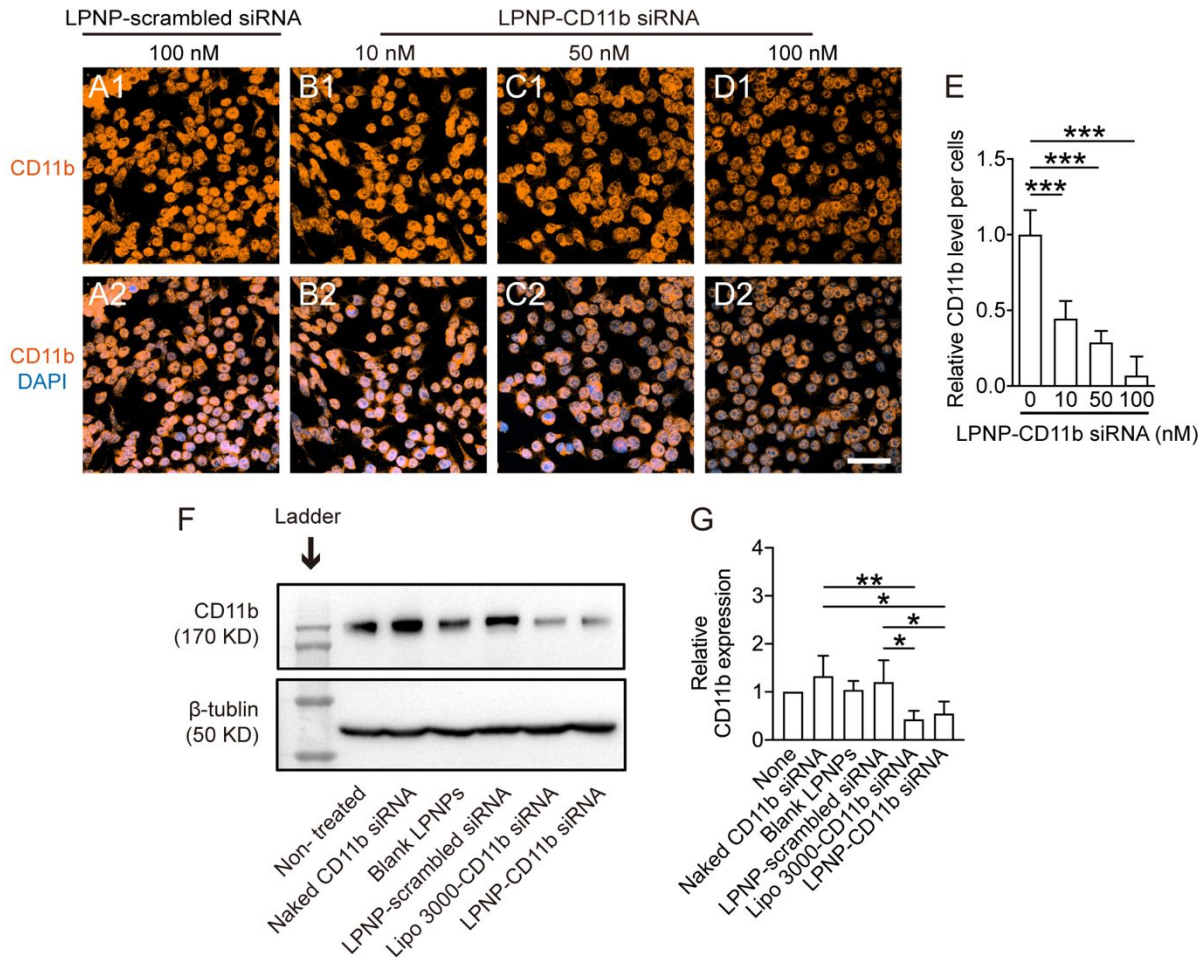 LPNP-scrambled siRNA
LPNP-CD11b siRNA
100 nM
10 nM
50 nM
100 nM
A1
B1
C1
D1
CD11b
A2
B2
C2
D2
CD11b
DAPI
E
***
***
***
Relative CD11b level per cells
1.5
1.0
0.5
0.0
0
10
50
100
LPNP-CD11b siRNA (nM)
F
Ladder
CD11b
(170 KD)
β-tublin
(50 KD)
Non- treated
Naked CD11b siRNA
Blank LPNPs
LPNP-scrambled siRNA
Lipo 3000-CD11b siRNA
LPNP-CD11b siRNA
G
Relative
CD11b expression
4
3
2
1
0
**
*
*
*
None
Naked CD11b siRNA
Blank LPNPs
LPNP-scrambled siRNA
Lipo 3000-CD11b siRNA
LPNP-CD11b siRNA